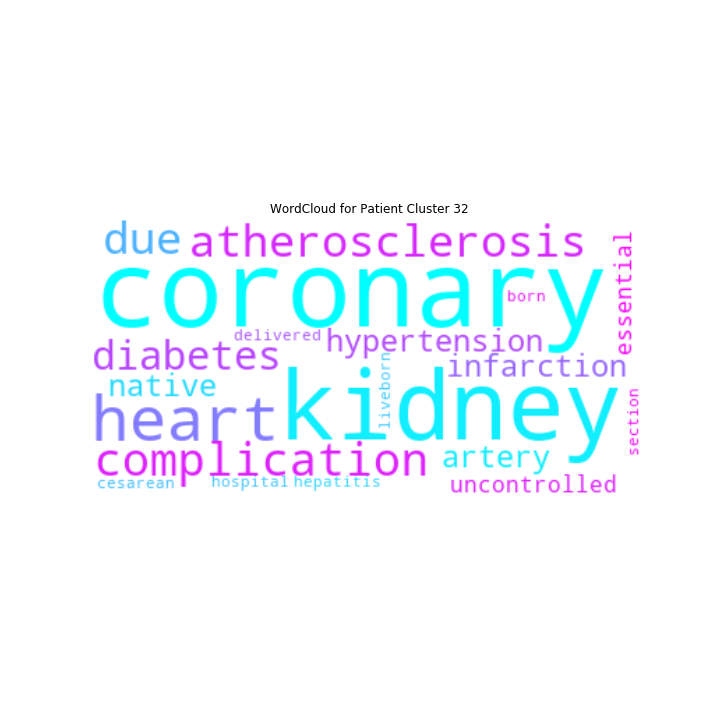 WordCloud for Patient Cluster 32
due
atherosclerosis
essential
coronary
born
delivered
hypertension
diabetes
infarction
liveborn
native
heart
kidney
section
complication
artery
cesarean
hospital
hepatitis
uncontrolled